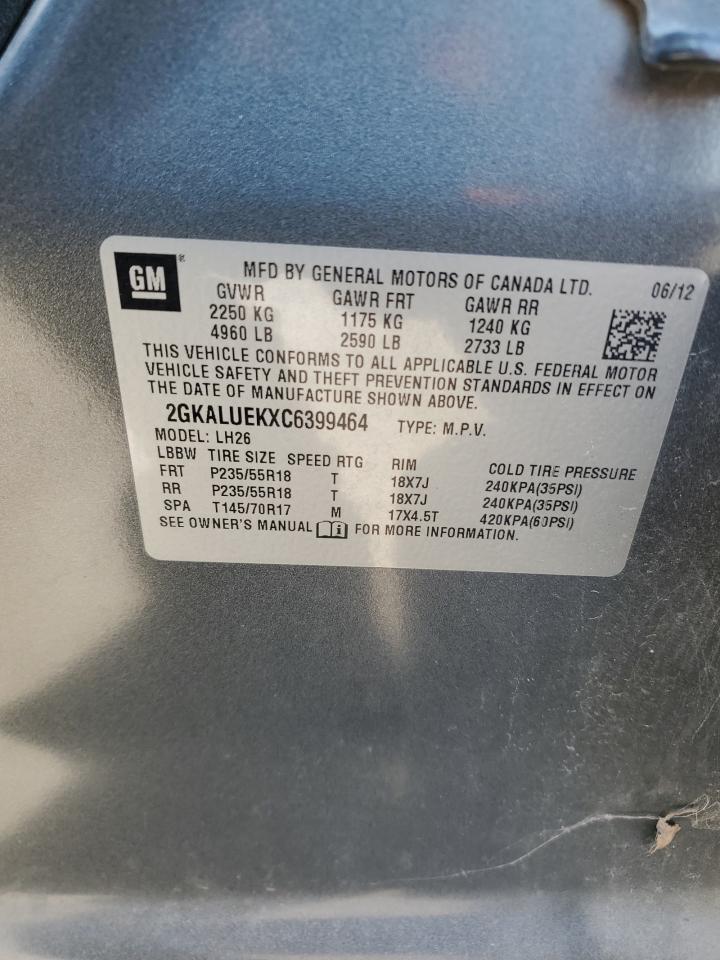 GM ® MFD BY GENERAL MOTORS OF CANADA LTD. 06/12
GVWR GAWR FRT GAWR RR
2250 KG 1175 KG 1240 KG
4960 LB 2590 LB 2733 LB
THIS VEHICLE CONFORMS TO ALL APPLICABLE U.S. FEDERAL MOTOR
VEHICLE SAFETY AND THEFT PREVENTION STANDARDS IN EFFECT ON
THE DATE OF MANUFACTURE SHOWN ABOVE.
2GKALUEKXC6399464 TYPE: M.P.V.
MODEL: LH26
LBBW TIRE SIZE SPEED RTG RIM COLD TIRE PRESSURE
FRT P235/55R18 T 18X7J 240KPA(35PSI)
RR P235/55R18 T 18X7J 240KPA(35PSI)
SPA T145/70R17 M 17X4.5T 420KPA(60PSI)
SEE OWNER'S MANUAL FOR MORE INFORMATION.